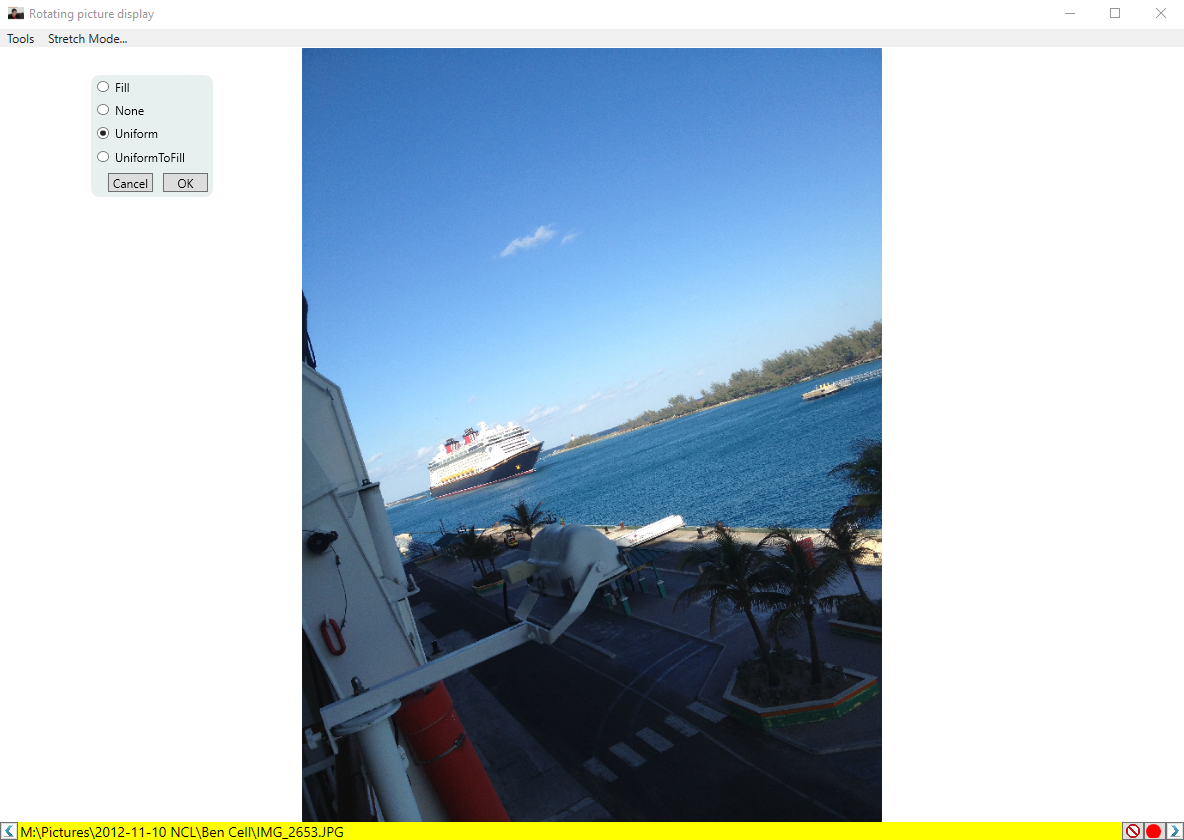 Rotating picture display
Tools Stretch Mode...
Fill
None
Uniform
UniformToFill
Cancel OK
M:\Pictures\2012-11-10 NCL\Ben Cell\IMG_2653.JPG